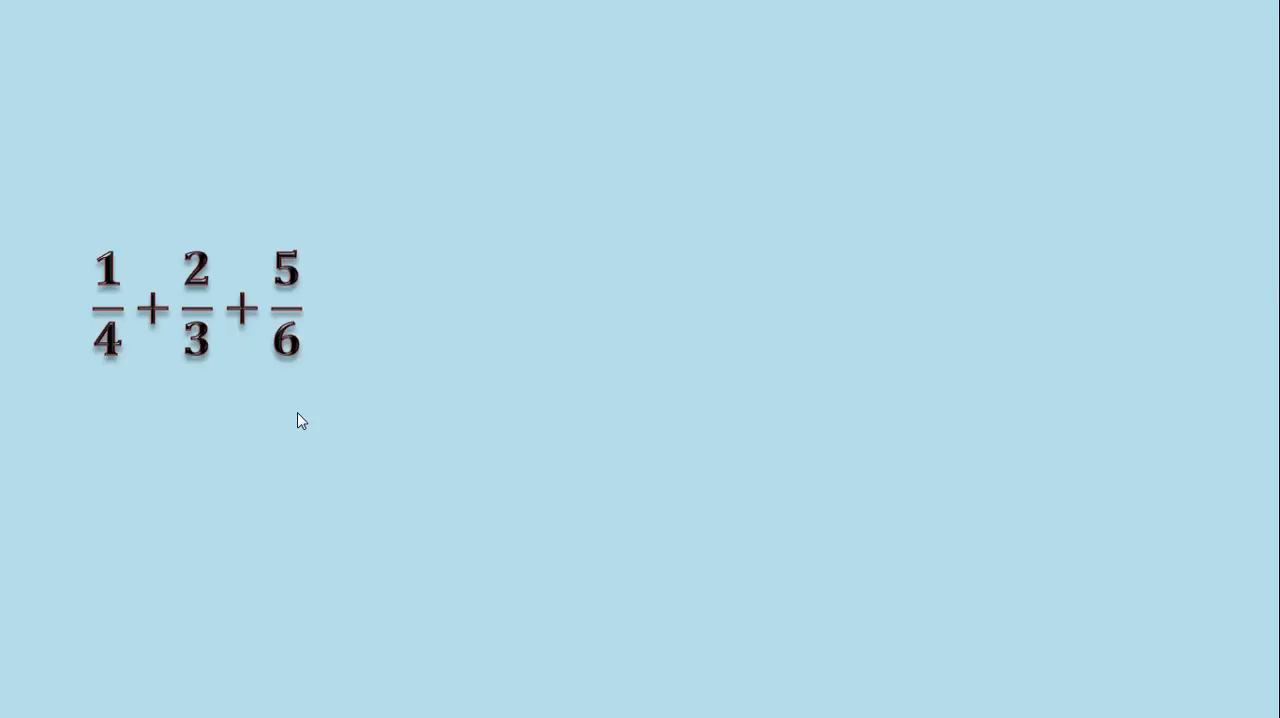 1/4 + 2/3 + 5/6